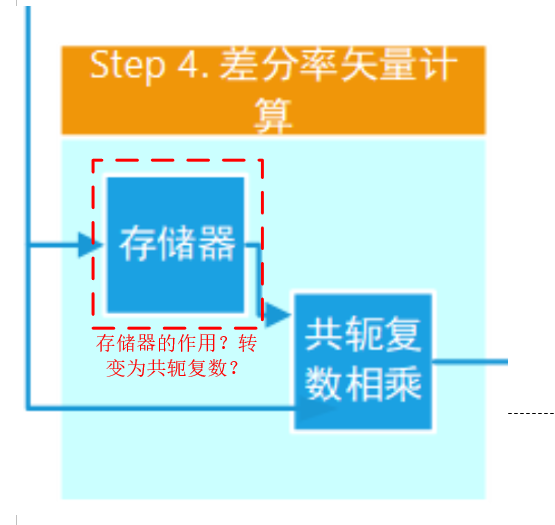 Step 4. 差分率矢量计
算
存储器
存储器的作用？转
变为共轭复数？
共轭复
数相乘